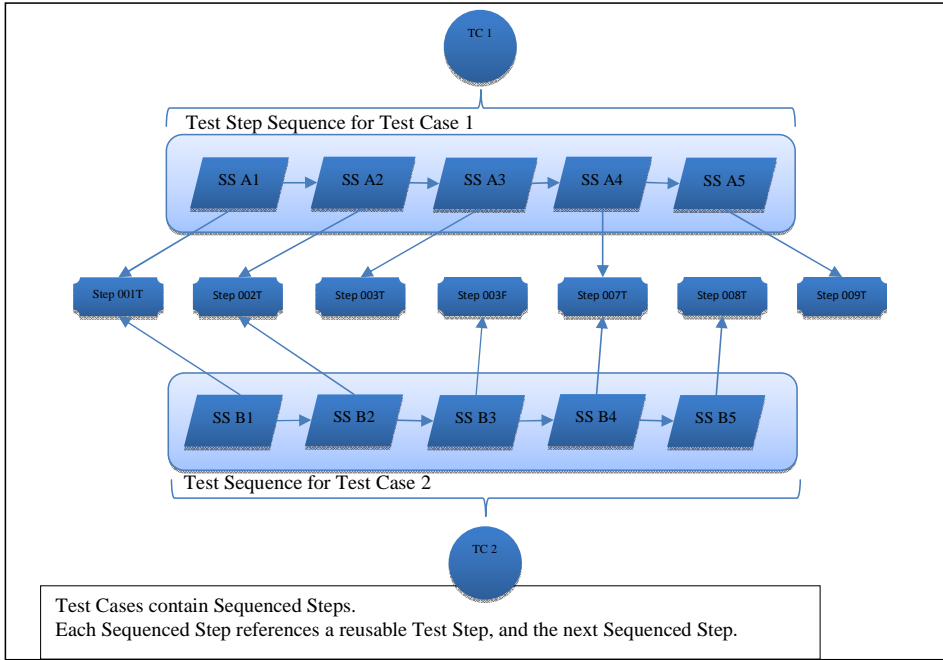 TC 1
Test Step Sequence for Test Case 1
SS A1
SS A2
SS A3
SS A4
SS A5
Step 001T
Step 002T
Step 003T
Step 003F
Step 007T
Step 008T
Step 009T
SS B1
SS B2
SS B3
SS B4
SS B5
Test Sequence for Test Case 2
TC 2
Test Cases contain Sequenced Steps.
Each Sequenced Step references a reusable Test Step, and the next Sequenced Step.